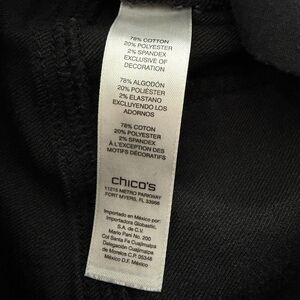 78% COTTON
20% POLYESTER
2% SPANDEX
EXCLUSIVE OF
DECORATION
78% ALGODÓN
20% POLIÉSTER
2% ELASTANO
EXCLUYENDO LOS
ADORNOS
78% COTON
20% POLYESTER
2% SPANDEX
À L'EXCEPTION DES
MOTIFS DÉCORATIFS
chico's
11215 METRO PARKWAY
FORT MYERS, FL 33966
Importado en México por:
Importadora Globastic,
S.A. de C.V.
Mario Pani No. 200
Col Santa Fe Cuajimalpa
Delegación Cuajimalpa
de Morelos C.P. 05348
México D.F. México